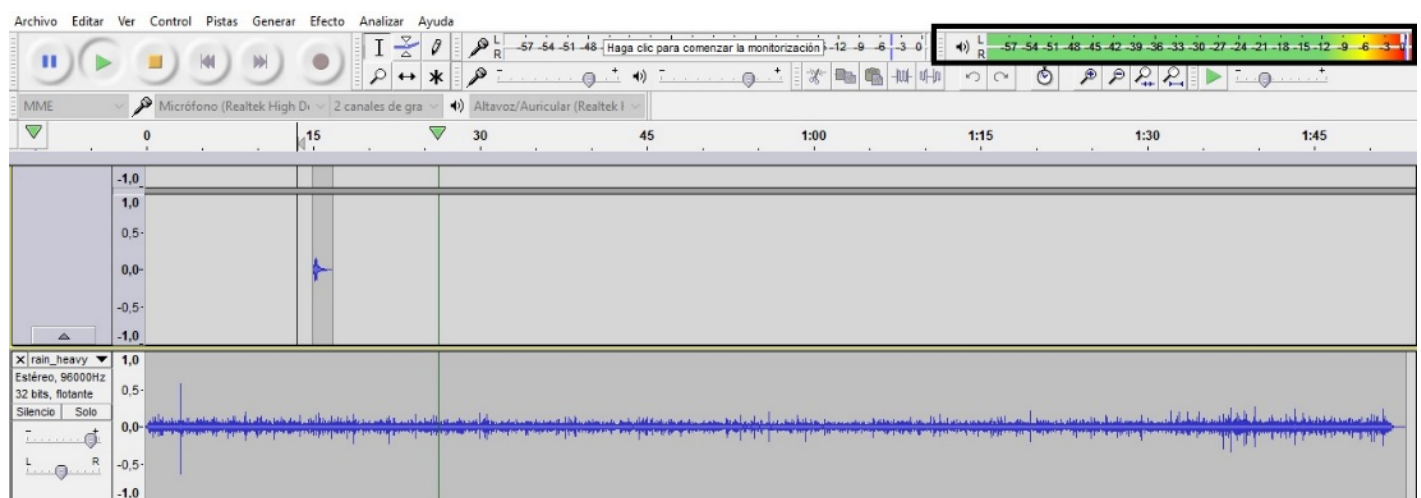 Archivo Editar Ver Control Pistas Generar Efecto Analizar Ayuda
L R -57 -54 -51 -48 Haga clic para comenzar la monitorización -12 -9 -6 -3 0
L R -57 -54 -51 -48 -45 -42 -39 -36 -33 -30 -27 -24 -21 -18 -15 -12 -9 -6 -3 0
MME Micrófono (Realtek High De 2 canales de gra Altavoz/Auricular (Realtek
0 15 30 45 1:00 1:15 1:30 1:45
-1,0
1,0
0,5
0,0
-0,5
-1,0
rain_heavy
Estéreo, 96000Hz
32 bits, flotante
Silencio Solo
- +
L R
1,0
0,5
0,0
-0,5
-1,0